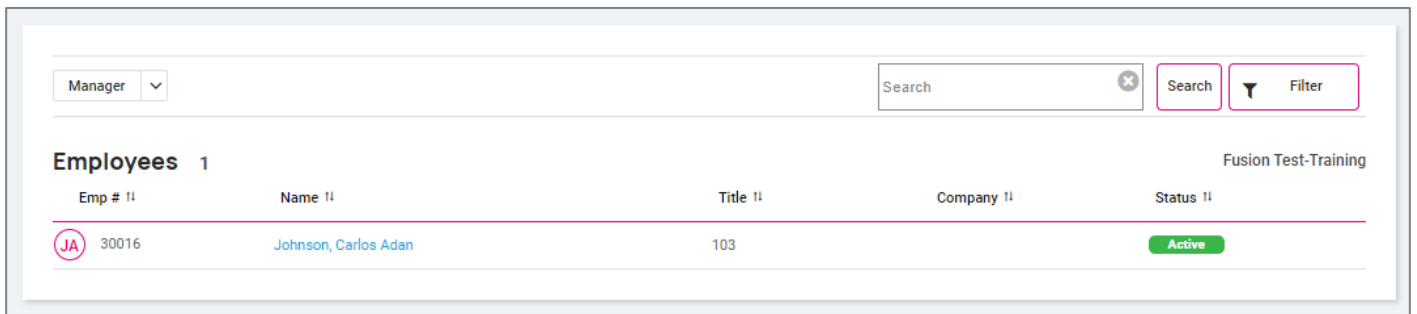 Manager
Search
Search
Filter
Employees 1
Fusion Test-Training
Emp # Name Title Company Status
JA 30016 Johnson, Carlos Adan 103 Active